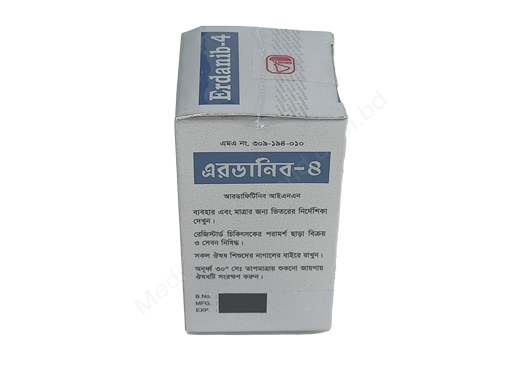 Erdanib-4
এমএ নং. ৩০৯-১৯৪-০১০
এরডানিব-৪
আরডাফিটিনিব আইএনএন
ব্যবহার এবং মাত্রার জন্য ভিতরের নির্দেশিকা
দেখুন।
রেজিস্টার্ড চিকিৎসকের পরামর্শ ছাড়া বিক্রয়
ও সেবন নিষিদ্ধ।
সকল ঔষধ শিশুদের নাগালের বাইরে রাখুন।
অনূর্ধ্ব ৩০° সেঃ তাপমাত্রায় শুকনো জায়গায়
ঔষধটি সংরক্ষণ করুন।
B.No.
MFG. :
EXP. :